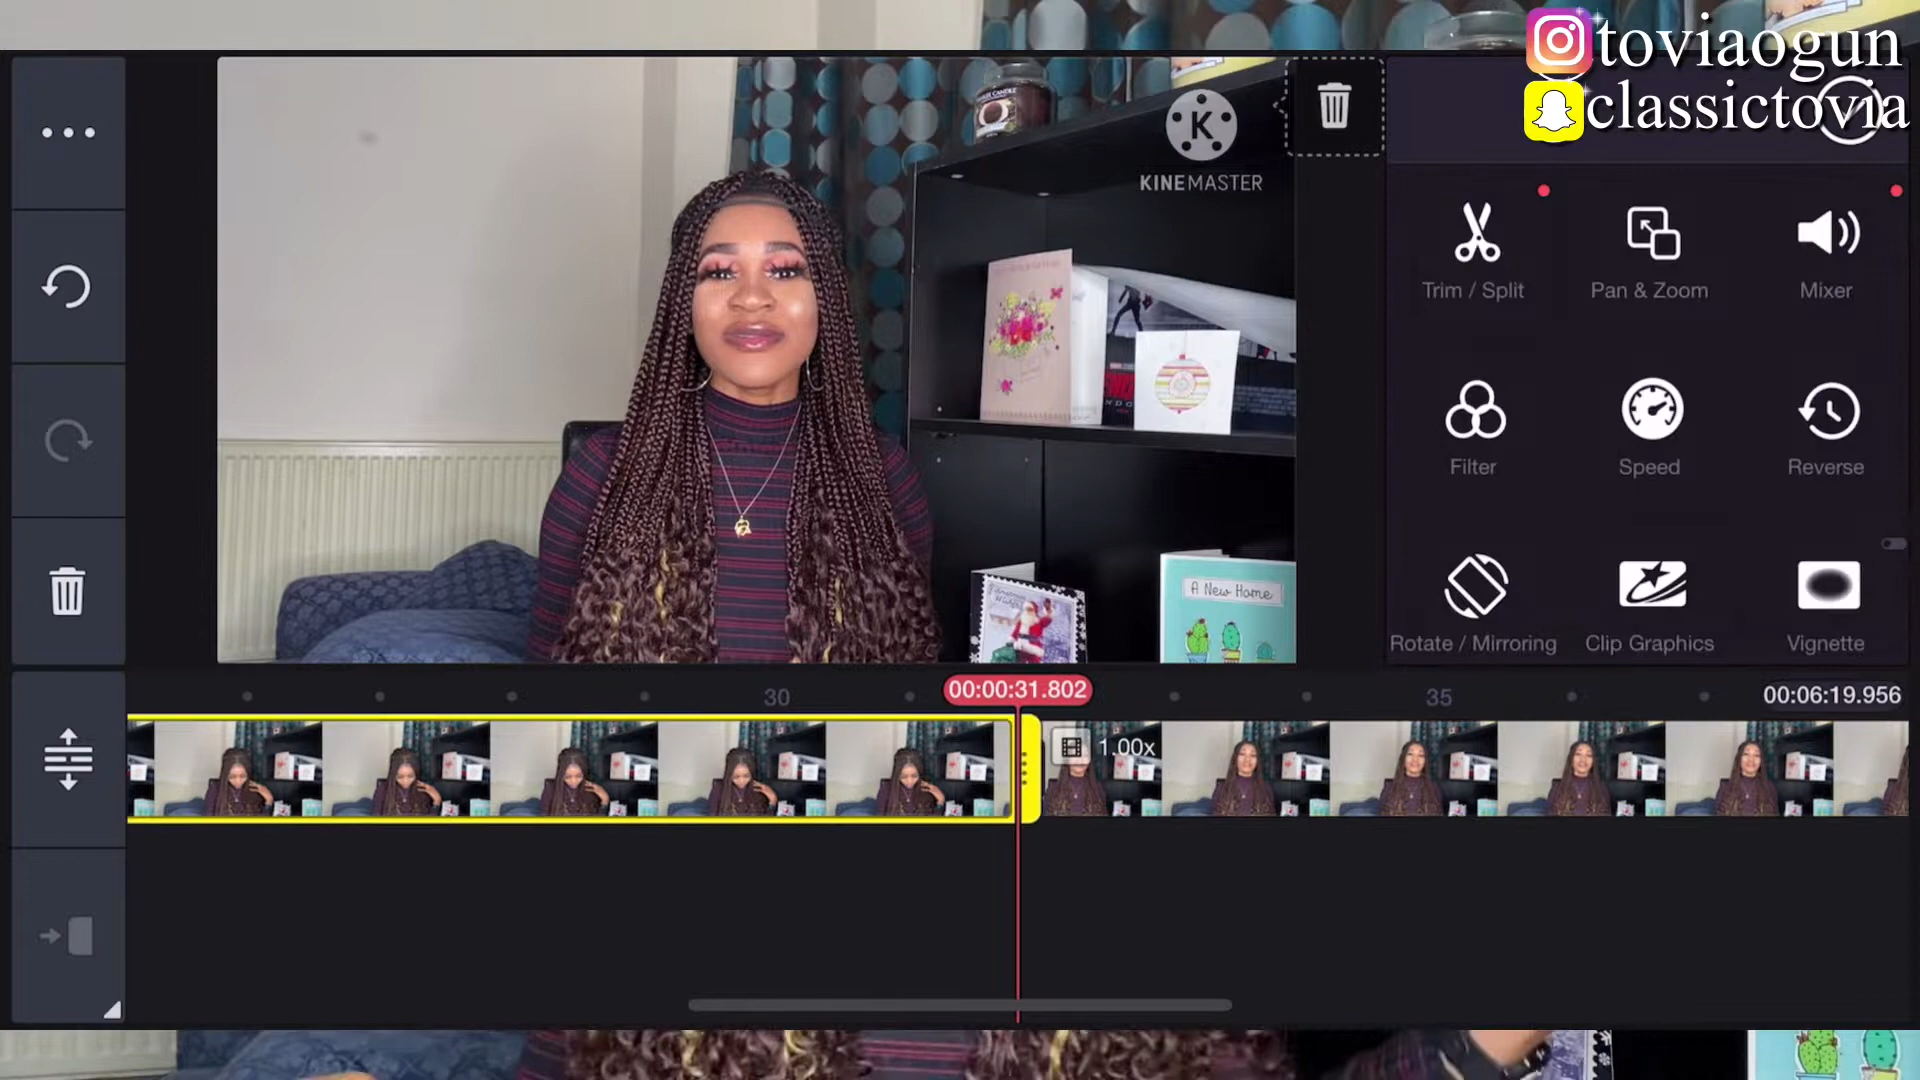 toviaogun
classictovia
KINEMASTER
Trim / Split
Pan & Zoom
Mixer
Filter
Speed
Reverse
Rotate / Mirroring
Clip Graphics
Vignette
A New Home
30
00:00:31.802
35
00:06:19.956
1.00x